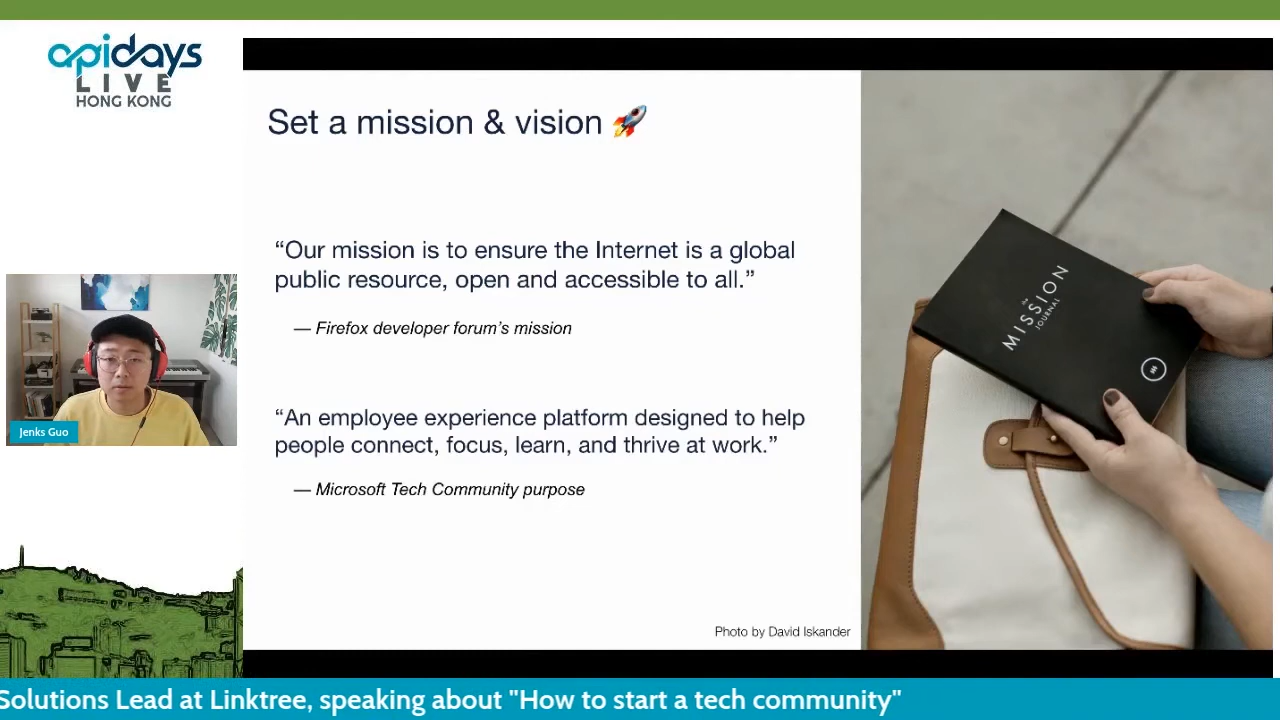 apidays
LIVE
HONG KONG
Set a mission & vision 🚀
“Our mission is to ensure the Internet is a global
public resource, open and accessible to all.”
— Firefox developer forum’s mission
“An employee experience platform designed to help
people connect, focus, learn, and thrive at work.”
— Microsoft Tech Community purpose
Photo by David Iskander
the
MISSION
JOURNAL
Jenks Guo
Solutions Lead at Linktree, speaking about "How to start a tech community"